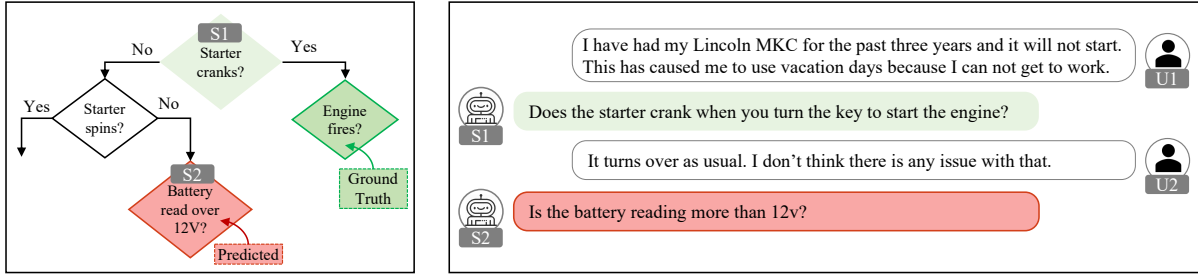 S1
No
Yes
Starter
cranks?
Yes
No
Starter
spins?
Engine
fires?
S2
Battery
read over
12V?
Ground
Truth
Predicted
I have had my Lincoln MKC for the past three years and it will not start.
This has caused me to use vacation days because I can not get to work.
U1
Does the starter crank when you turn the key to start the engine?
S1
It turns over as usual. I don't think there is any issue with that.
U2
Is the battery reading more than 12v?
S2